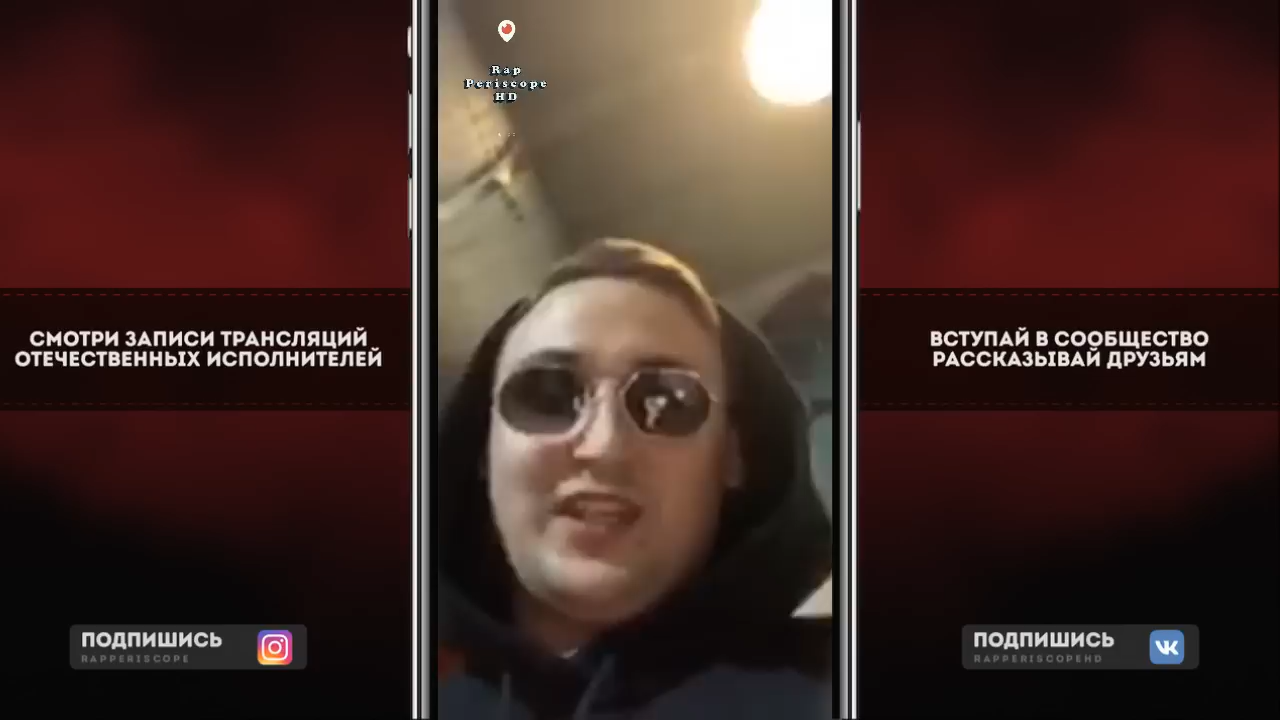 Rap
Periscope
HD
СМОТРИ ЗАПИСИ ТРАНСЛЯЦИЙ
ОТЕЧЕСТВЕННЫХ ИСПОЛНИТЕЛЕЙ
ВСТУПАЙ В СООБЩЕСТВО
РАССКАЗЫВАЙ ДРУЗЬЯМ
ПОДПИШИСЬ
RAPPERISCOPE
ПОДПИШИСЬ
RAPPERISCOPEHD